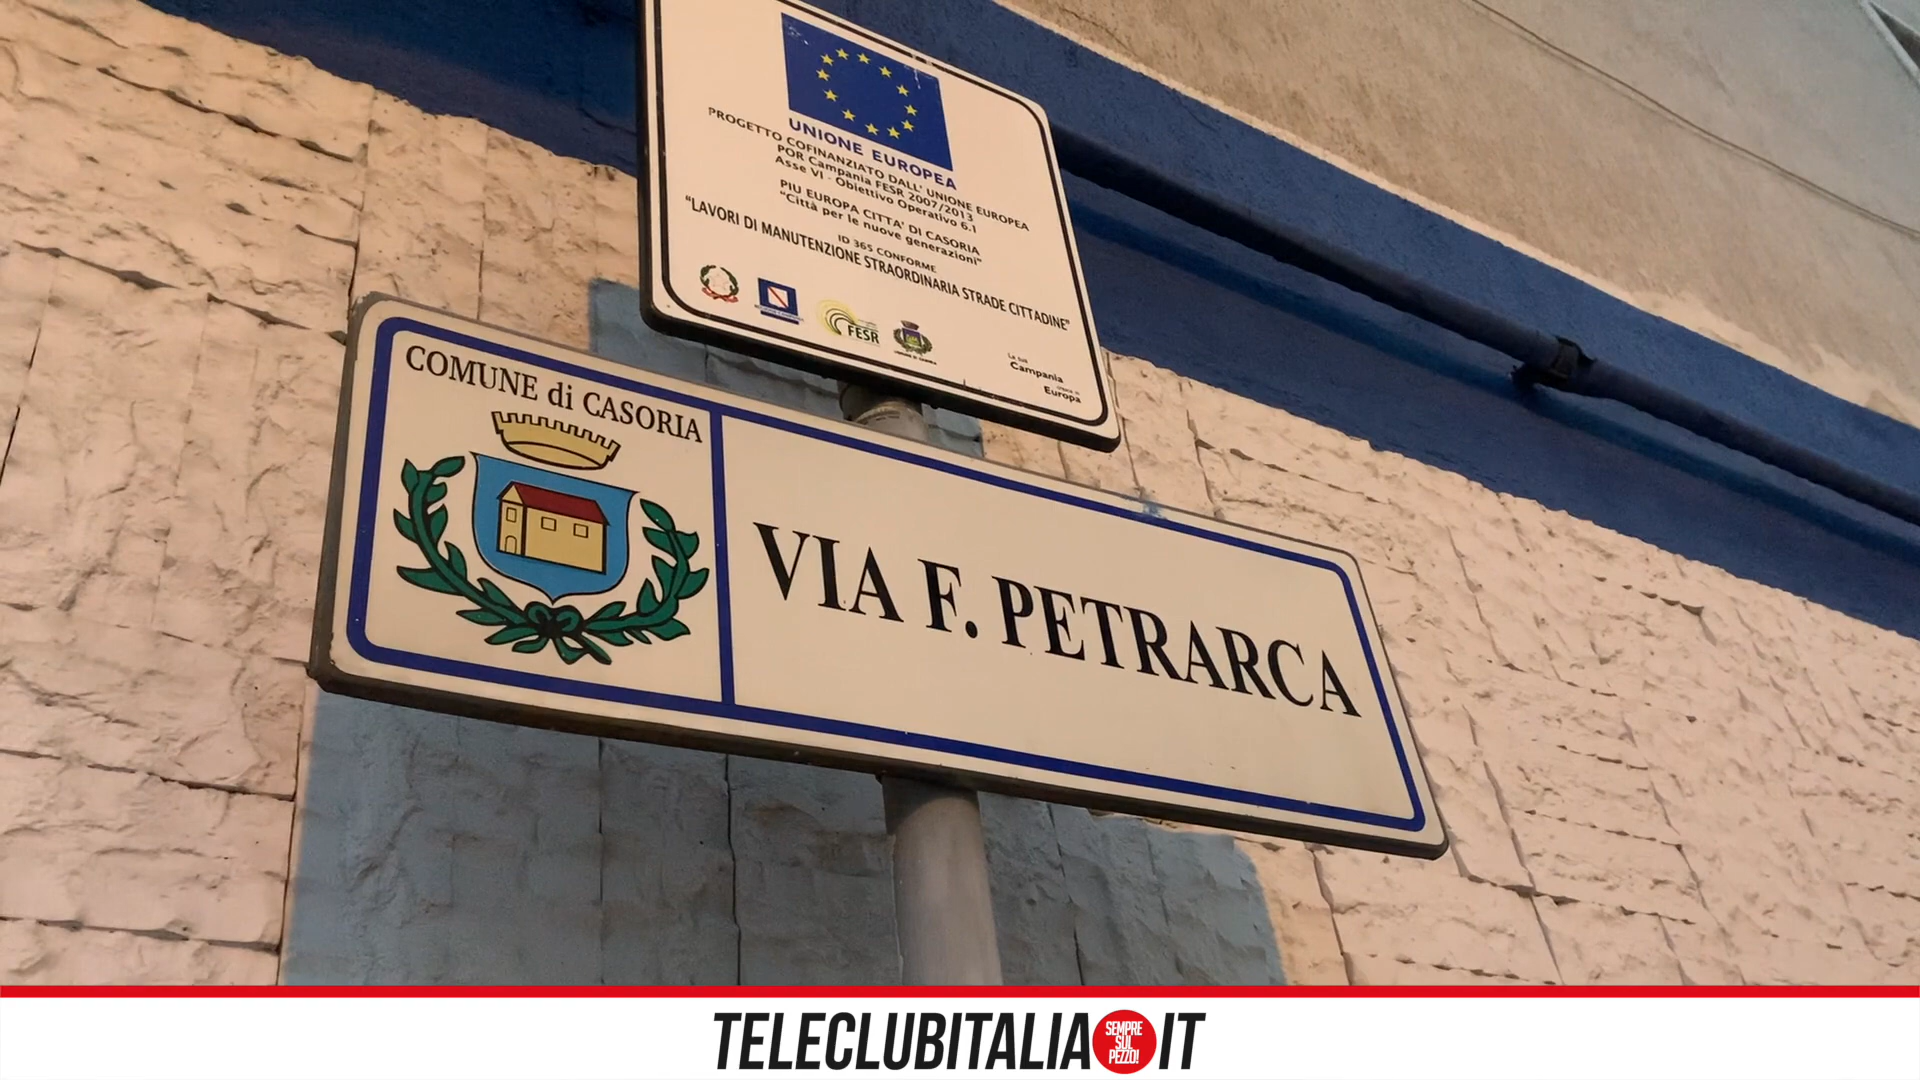 UNIONE EUROPEA
PROGETTO COFINANZIATO DALL' UNIONE EUROPEA
POR Campania FESR 2007/2013
Asse VI - Obiettivo Operativo 6.1
PIU EUROPA CITTA' DI CASORIA
"Città per le nuove generazioni"
ID 365 CONFORME
"LAVORI DI MANUTENZIONE STRAORDINARIA STRADE CITTADINE"
FESR
La tua
Campania
Europa
COMUNE di CASORIA
VIA F. PETRARCA
TELECLUBITALIA
SEMPRE
SUL
PEZZO!
IT